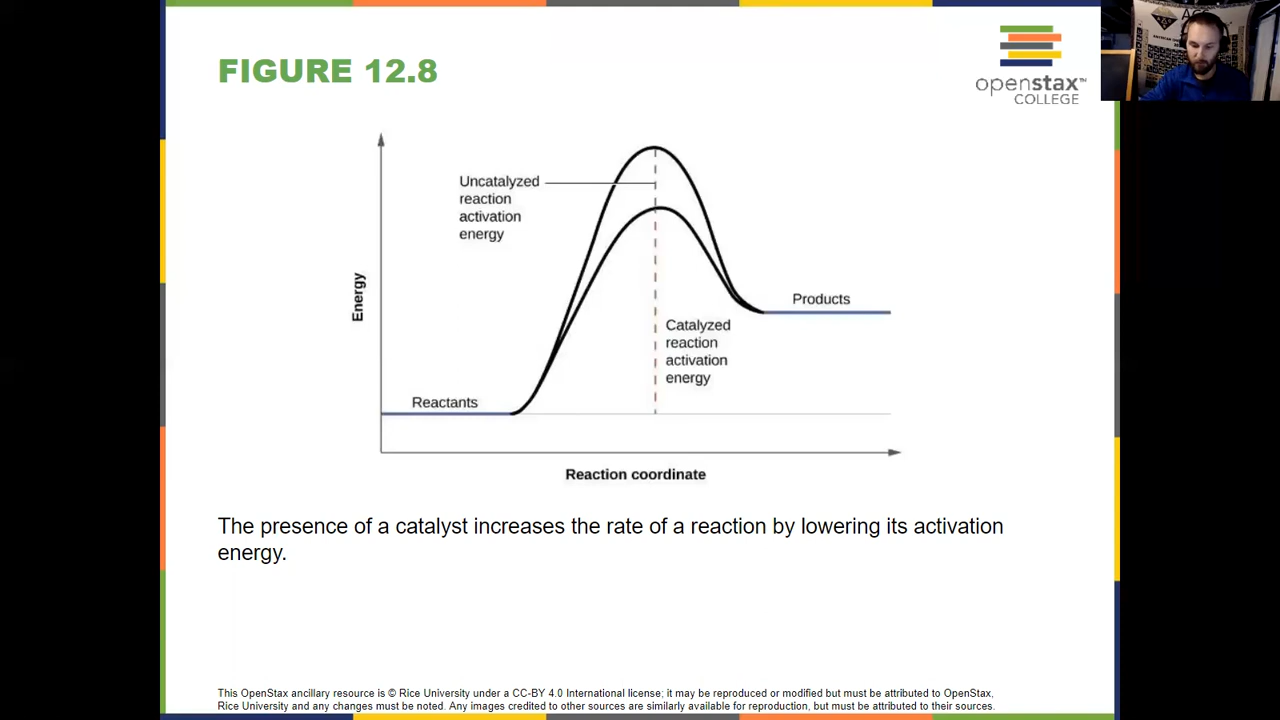 FIGURE 12.8
openstax™
COLLEGE
Uncatalyzed
reaction
activation
energy
Energy
Products
Catalyzed
reaction
activation
energy
Reactants
Reaction coordinate
The presence of a catalyst increases the rate of a reaction by lowering its activation
energy.
This OpenStax ancillary resource is © Rice University under a CC-BY 4.0 International license; it may be reproduced or modified but must be attributed to OpenStax,
Rice University and any changes must be noted. Any images credited to other sources are similarly available for reproduction, but must be attributed to their sources.